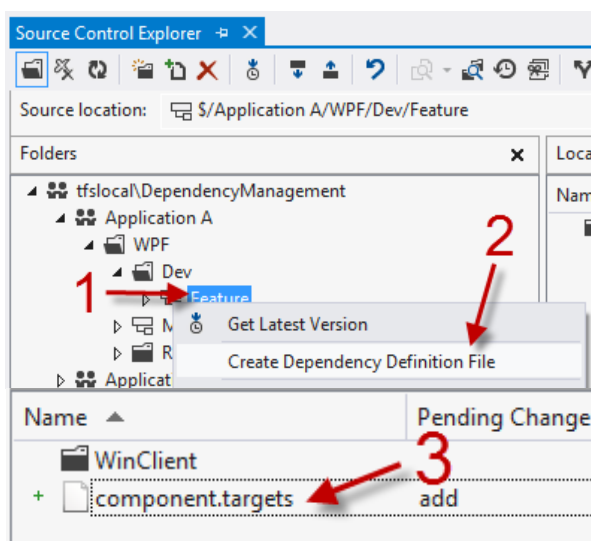 Source Control Explorer
Source location: $/Application A/WPF/Dev/Feature
Folders
Loca
tfslocal\DependencyManagement
Nam
Application A
WPF
2
Dev
1
Feature
M
Get Latest Version
R
Create Dependency Definition File
Applicat
Name
Pending Change
WinClient
3
+ component.targets
add